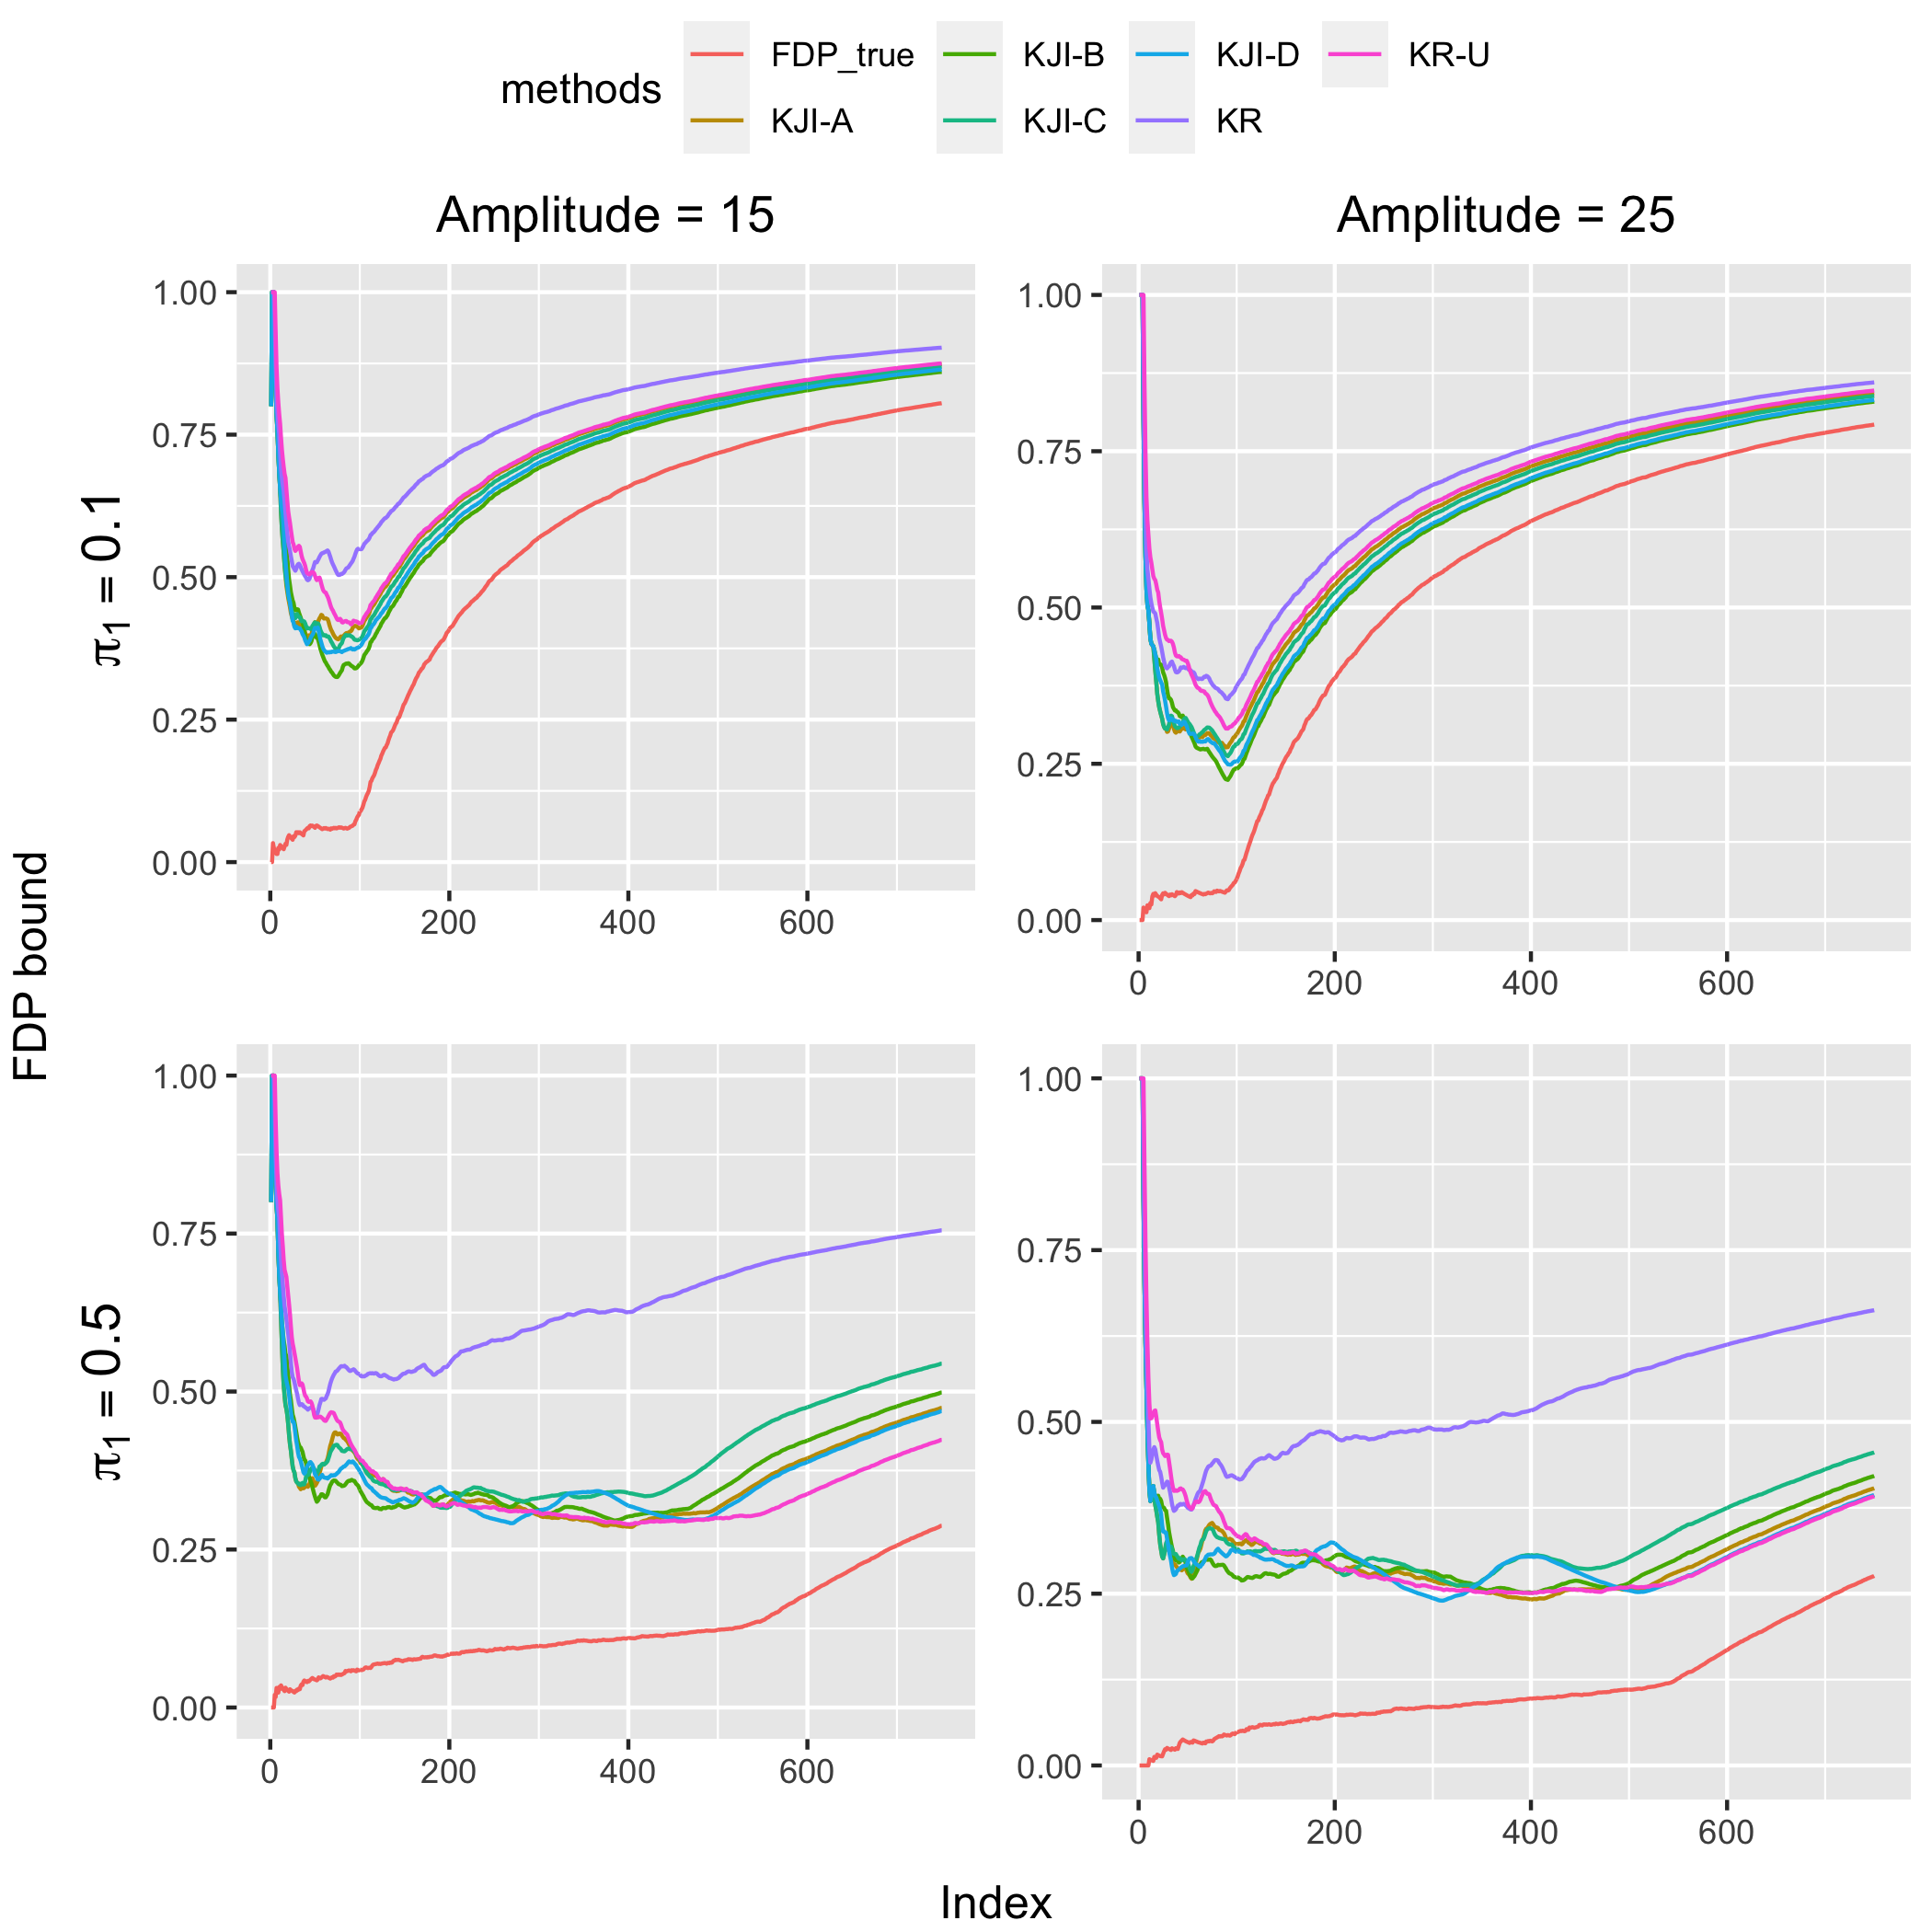 methods
FDP_true KJI-B KJI-D KR-U
KJI-A KJI-C KR
Amplitude = 15 Amplitude = 25
π1 = 0.1
1.00
0.75
0.50
0.25
0.00
0 200 400 600
1.00
0.75
0.50
0.25
0.00
0 200 400 600
FDP bound
π1 = 0.5
1.00
0.75
0.50
0.25
0.00
0 200 400 600
1.00
0.75
0.50
0.25
0.00
0 200 400 600
Index